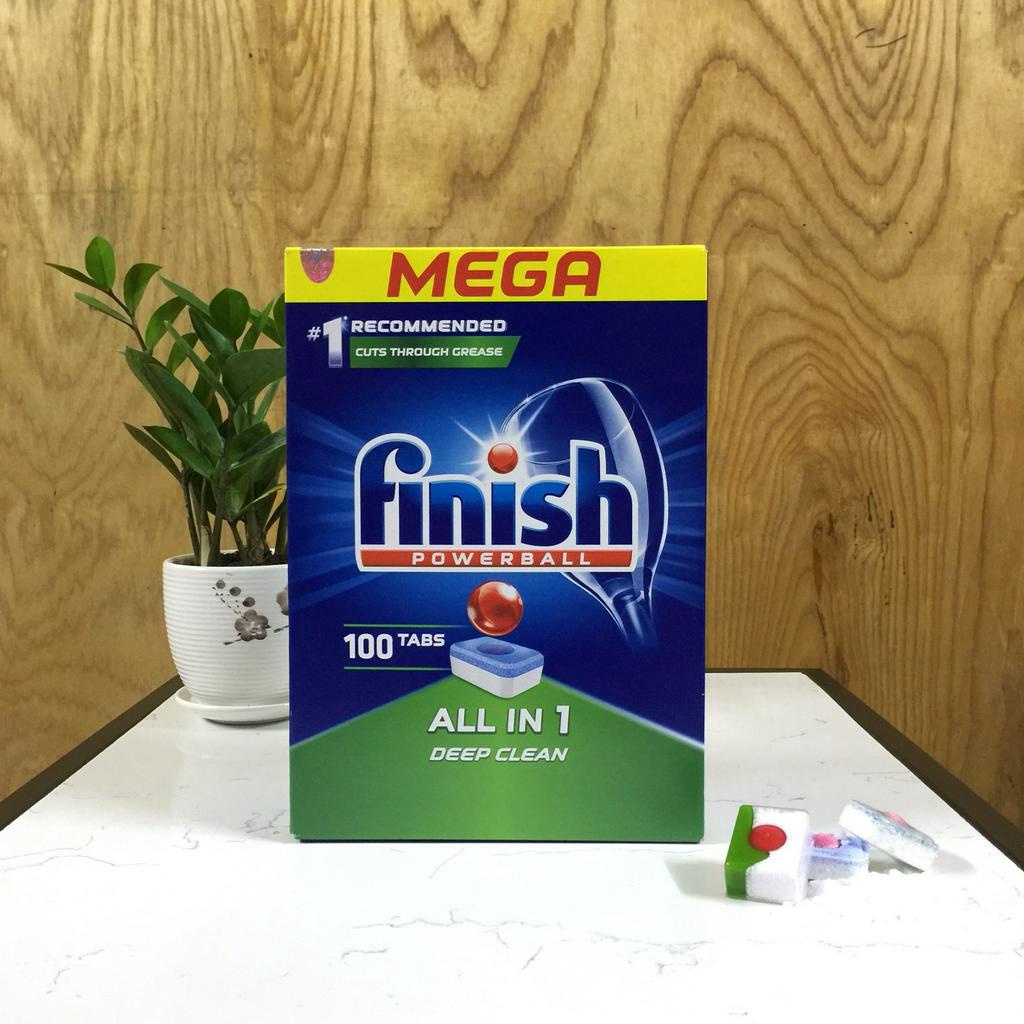 MEGA
#1* RECOMMENDED
CUTS THROUGH GREASE
finish
POWERBALL
100 TABS
ALL IN 1
DEEP CLEAN